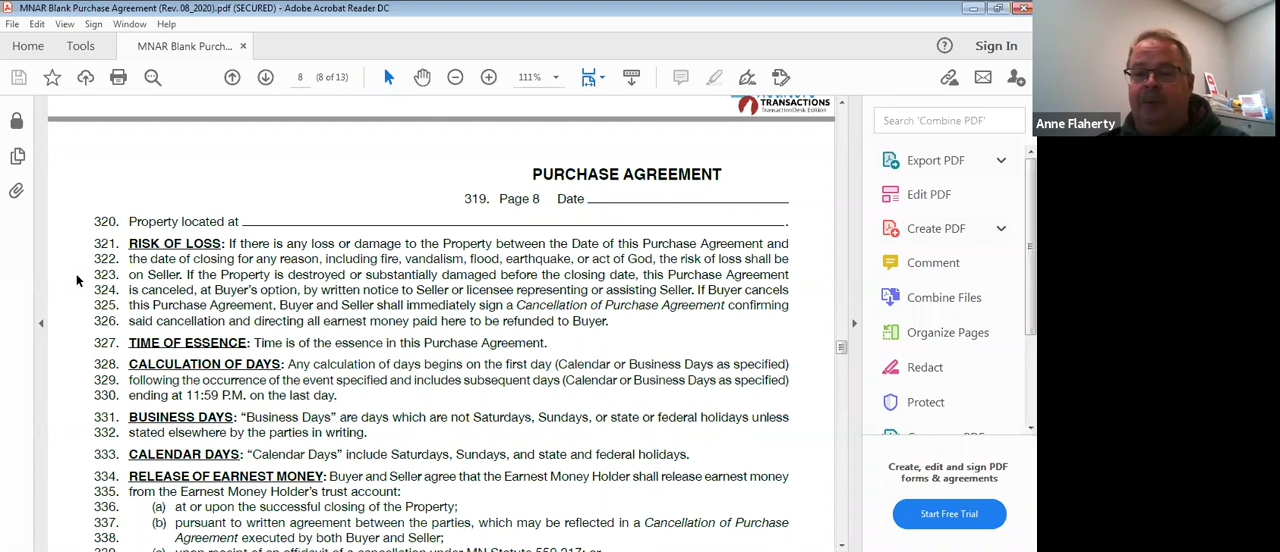 MNAR Blank Purchase Agreement (Rev. 08_2020).pdf (SECURED) - Adobe Acrobat Reader DC
File Edit View Sign Window Help
Home Tools MNAR Blank Purch... × Sign In
8 (8 of 13) 111%
TRANSACTIONS
TransactionDesk Edition
PURCHASE AGREEMENT
319. Page 8 Date
320. Property located at .
321. RISK OF LOSS: If there is any loss or damage to the Property between the Date of this Purchase Agreement and
322. the date of closing for any reason, including fire, vandalism, flood, earthquake, or act of God, the risk of loss shall be
323. on Seller. If the Property is destroyed or substantially damaged before the closing date, this Purchase Agreement
324. is canceled, at Buyer's option, by written notice to Seller or licensee representing or assisting Seller. If Buyer cancels
325. this Purchase Agreement, Buyer and Seller shall immediately sign a Cancellation of Purchase Agreement confirming
326. said cancellation and directing all earnest money paid here to be refunded to Buyer.
327. TIME OF ESSENCE: Time is of the essence in this Purchase Agreement.
328. CALCULATION OF DAYS: Any calculation of days begins on the first day (Calendar or Business Days as specified)
329. following the occurrence of the event specified and includes subsequent days (Calendar or Business Days as specified)
330. ending at 11:59 P.M. on the last day.
331. BUSINESS DAYS: "Business Days" are days which are not Saturdays, Sundays, or state or federal holidays unless
332. stated elsewhere by the parties in writing.
333. CALENDAR DAYS: "Calendar Days" include Saturdays, Sundays, and state and federal holidays.
334. RELEASE OF EARNEST MONEY: Buyer and Seller agree that the Earnest Money Holder shall release earnest money
335. from the Earnest Money Holder's trust account:
336. (a) at or upon the successful closing of the Property;
337. (b) pursuant to written agreement between the parties, which may be reflected in a Cancellation of Purchase
338. Agreement executed by both Buyer and Seller;
339. (c) upon receipt of an affidavit of a cancellation under MN Statute 559.217; or
Search 'Combine PDF'
Export PDF
Edit PDF
Create PDF
Comment
Combine Files
Organize Pages
Redact
Protect
Create, edit and sign PDF
forms & agreements
Start Free Trial
Anne Flaherty